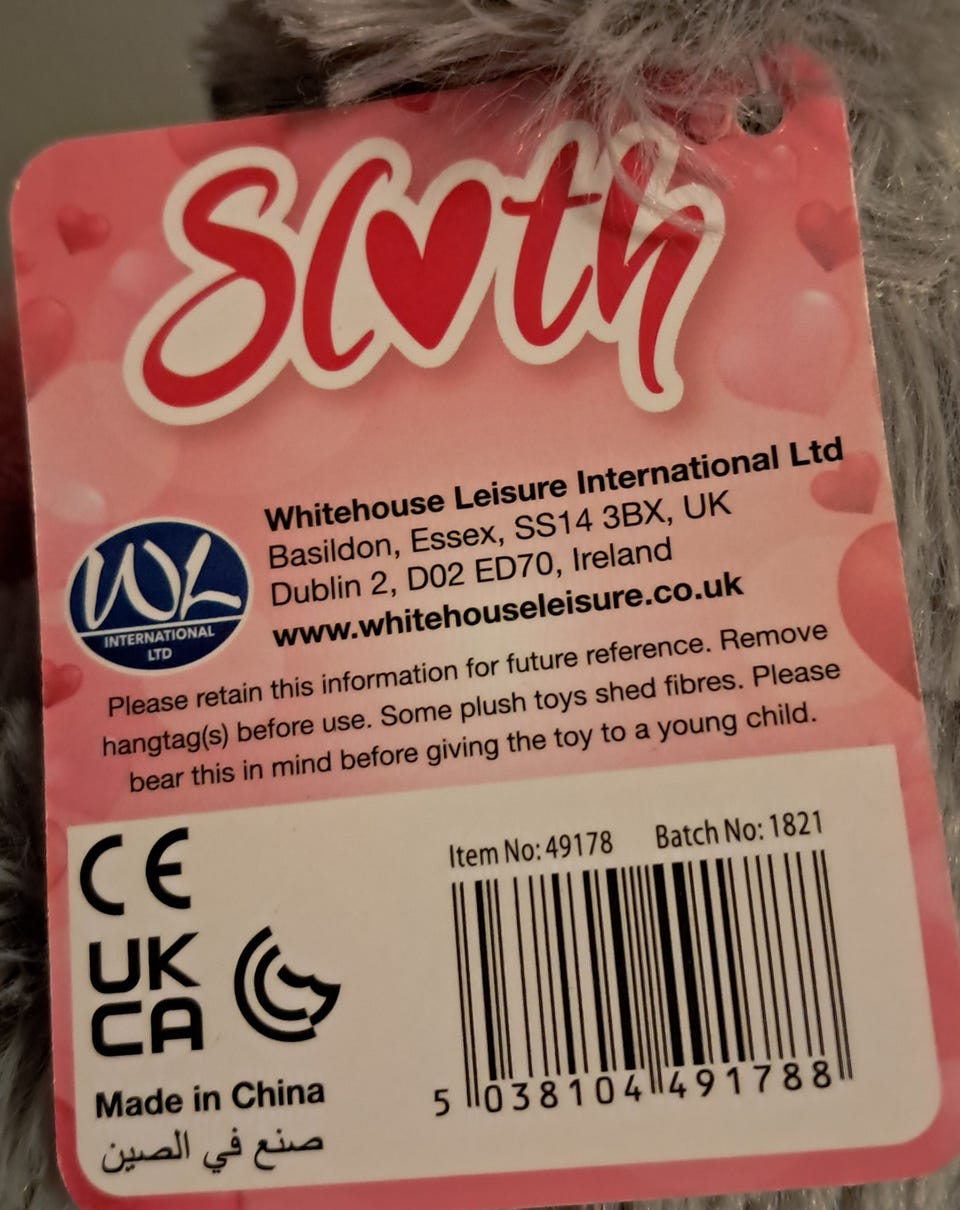 Sloth
Whitehouse Leisure International Ltd
Basildon, Essex, SS14 3BX, UK
Dublin 2, D02 ED70, Ireland
www.whitehouseleisure.co.uk
WL
INTERNATIONAL
LTD
Please retain this information for future reference. Remove
hangtag(s) before use. Some plush toys shed fibres. Please
bear this in mind before giving the toy to a young child.
CE
UK
CA
Item No: 49178 Batch No: 1821
5 038104 491788
Made in China
صنع في الصين